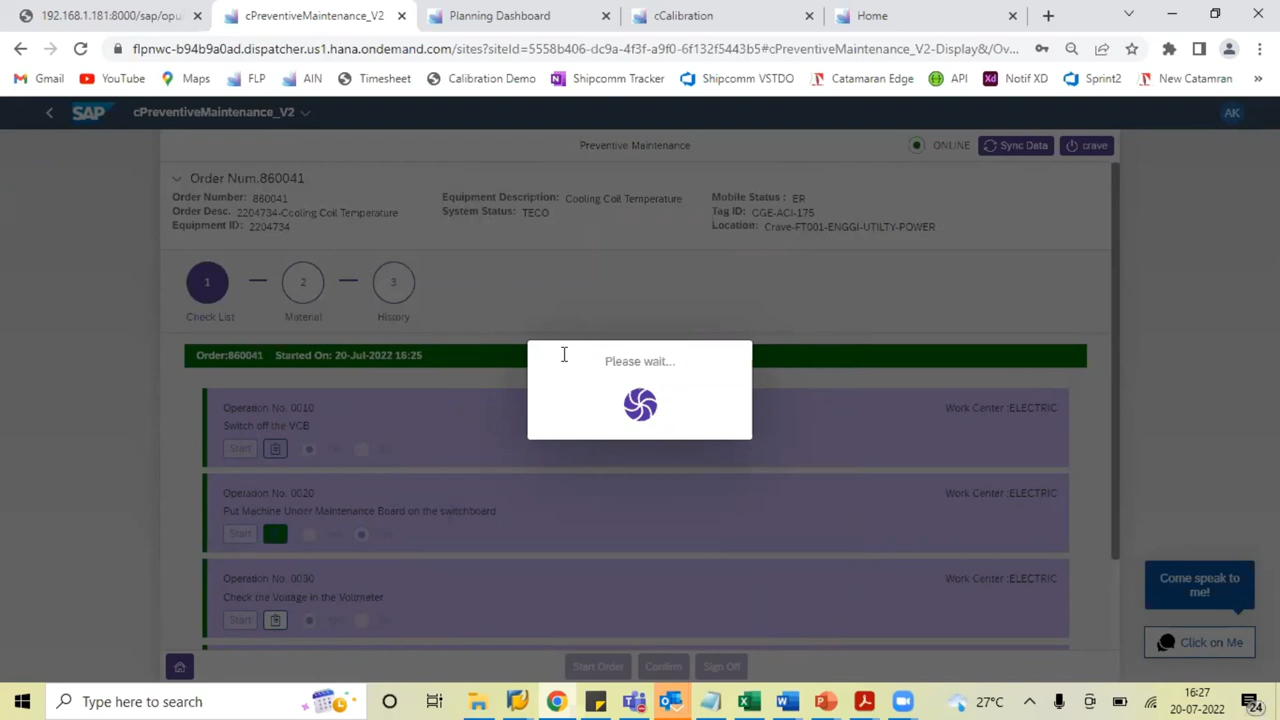 192.168.1.181:8000/sap/opu
cPreventiveMaintenance_V2
Planning Dashboard
cCalibration
Home
flpnwc-b94b9a0ad.dispatcher.us1.hana.ondemand.com/sites?siteId=5558b406-dc9a-4f3f-a9f0-6f132f5443b5#cPreventiveMaintenance_V2-Display&/Ov...
Gmail YouTube Maps FLP AIN Timesheet Calibration Demo Shipcomm Tracker Shipcomm VSTDO Catamaran Edge API Notif XD Sprint2 New Catamran »
SAP cPreventiveMaintenance_V2 AK
Preventive Maintenance ONLINE Sync Data crave
Order Num.860041
Order Number: 860041 Equipment Description: Cooling Coil Temperature Mobile Status : ER
Order Desc. 2204734-Cooling Coil Temperature System Status: TECO Tag ID: CGE-ACI-175
Equipment ID: 2204734 Location: Crave-FT001-ENGGI-UTILTY-POWER
1 2 3
Check List Material History
Order:860041 Started On: 20-Jul-2022 16:25
Please wait...
Operation No. 0010 Work Center :ELECTRIC
Switch off the VCB
Start
Operation No. 0020 Work Center :ELECTRIC
Put Machine Under Maintenance Board on the switchboard
Start
Operation No. 0030 Work Center :ELECTRIC
Check the Voltage in the Voltmeter
Start
Come speak to
me!
Click on Me
Start Order Confirm Sign Off
Type here to search
27°C
16:27
20-07-2022
24